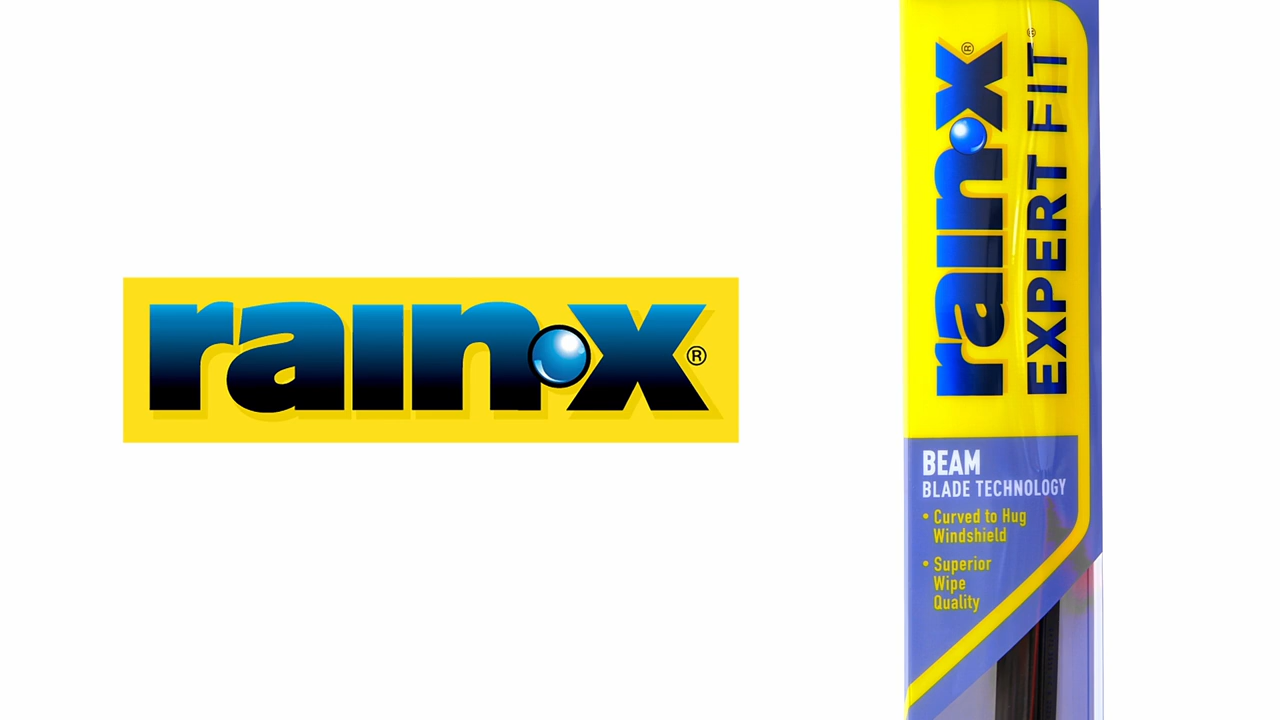 rain·x®
rain·x®
EXPERT FIT®
BEAM
BLADE TECHNOLOGY
• Curved to Hug
Windshield
• Superior
Wipe
Quality